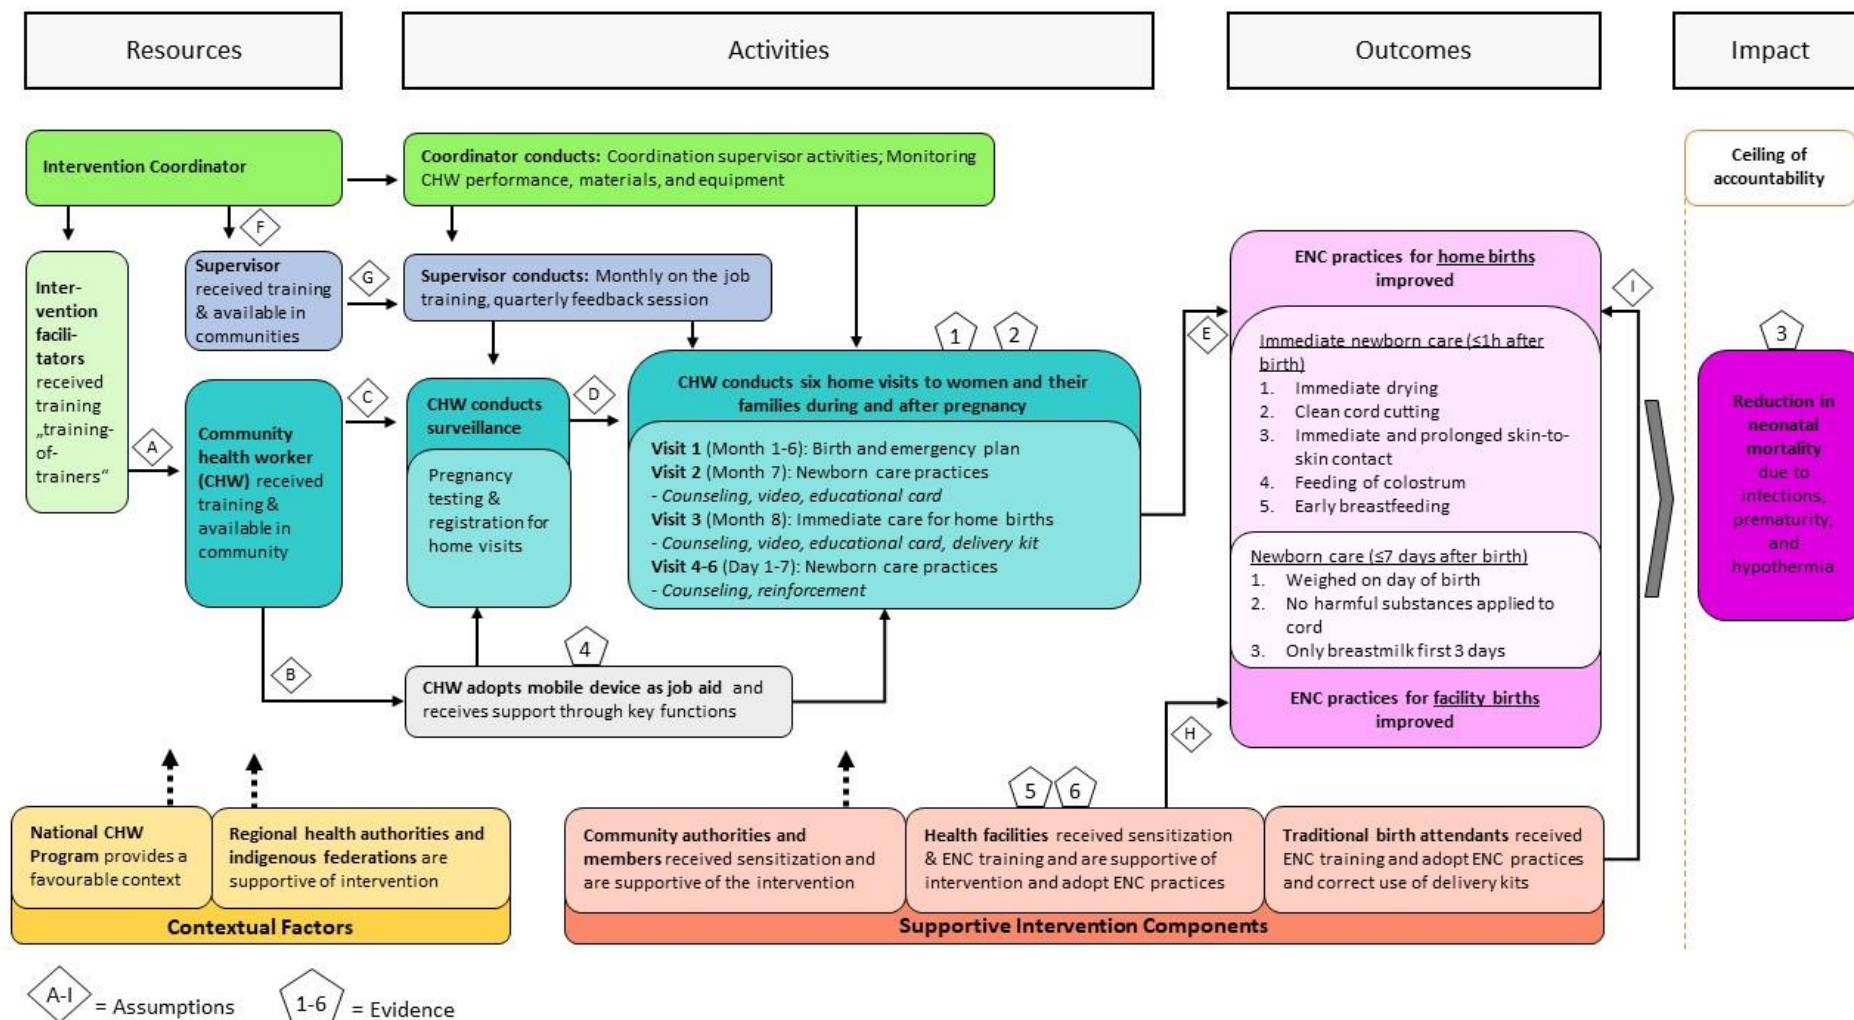 Resources
Activities
Outcomes
Impact
Intervention Coordinator
Coordinator conducts: Coordination supervisor activities; Monitoring
CHW performance, materials, and equipment
Ceiling of
accountability
F
Inter-
vention
facili-
tators
received
training
„training-
of-
trainers“
Supervisor
received training
& available in
communities
G
Supervisor conducts: Monthly on the job
training, quarterly feedback session
A
Community
health worker
(CHW) received
training &
available in
community
C
CHW conducts
surveillance
Pregnancy
testing &
registration for
home visits
D
1
2
CHW conducts six home visits to women and their
families during and after pregnancy
Visit 1 (Month 1-6): Birth and emergency plan
Visit 2 (Month 7): Newborn care practices
- Counseling, video, educational card
Visit 3 (Month 8): Immediate care for home births
- Counseling, video, educational card, delivery kit
Visit 4-6 (Day 1-7): Newborn care practices
- Counseling, reinforcement
B
4
CHW adopts mobile device as job aid and
receives support through key functions
E
ENC practices for home births
improved
Immediate newborn care (≤1h after
birth)
1. Immediate drying
2. Clean cord cutting
3. Immediate and prolonged skin-to-
skin contact
4. Feeding of colostrum
5. Early breastfeeding
Newborn care (≤7 days after birth)
1. Weighed on day of birth
2. No harmful substances applied to
cord
3. Only breastmilk first 3 days
ENC practices for facility births
improved
I
H
3
Reduction in
neonatal
mortality
due to
infections,
prematurity,
and
hypothermia
National CHW
Program provides a
favourable context
Regional health authorities and
indigenous federations are
supportive of intervention
Contextual Factors
Community authorities and
members received sensitization and
are supportive of the intervention
5
6
Health facilities received sensitization
& ENC training and are supportive of
intervention and adopt ENC practices
Traditional birth attendants received
ENC training and adopt ENC practices
and correct use of delivery kits
Supportive Intervention Components
A-I = Assumptions
1-6 = Evidence